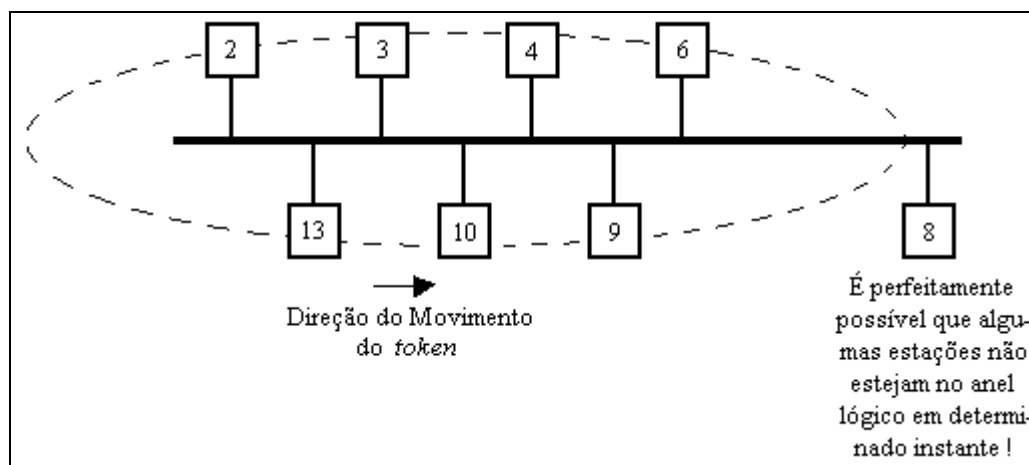 2 3 4 6
13 10 9 8
Direção do Movimento
do token
É perfeitamente
possível que algu-
mas estações não
estejam no anel
lógico em determi-
nado instante !